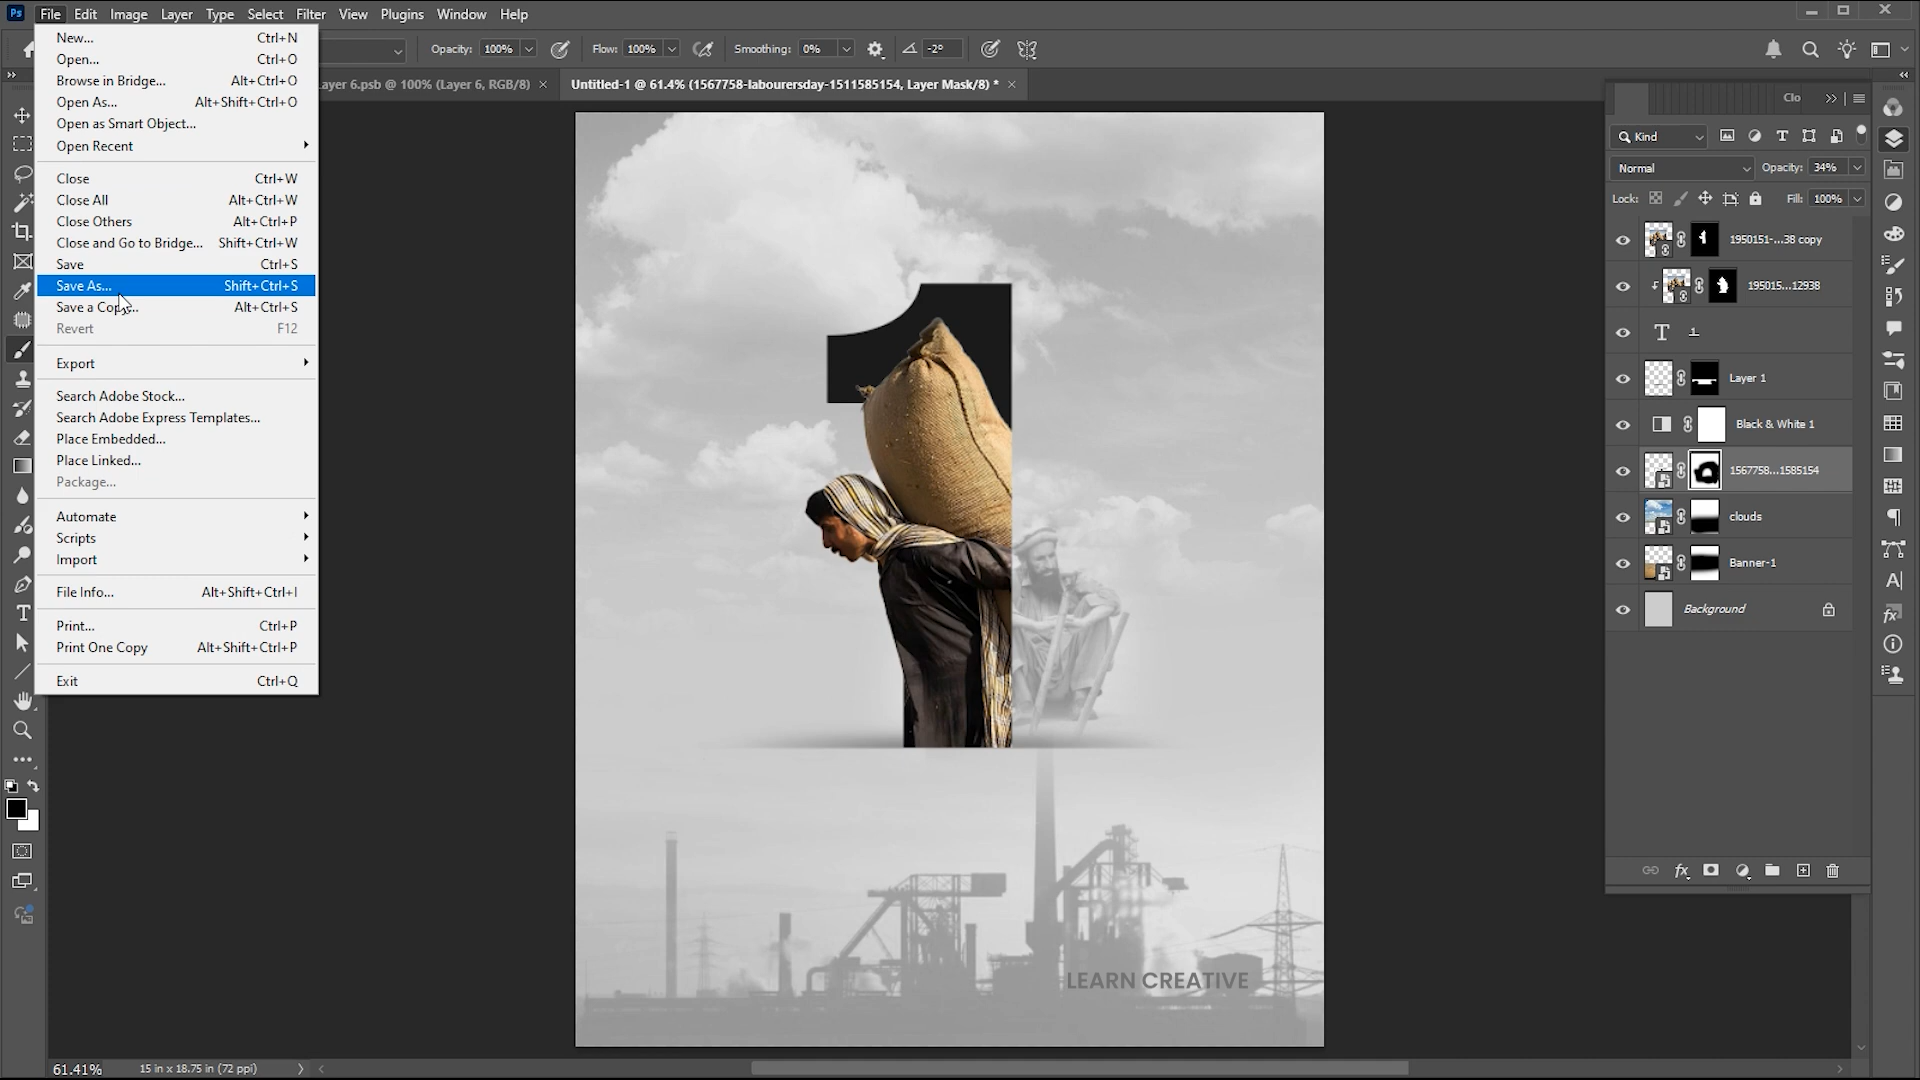 Ps File Edit Image Layer Type Select Filter View Plugins Window Help
Opacity: 100% Flow: 100% Smoothing: 0% -2°
ayer 6.psb @ 100% (Layer 6, RGB/8) ×
Untitled-1 @ 61.4% (1567758-labourersday-1511585154, Layer Mask/8) * ×
New... Ctrl+N
Open... Ctrl+O
Browse in Bridge... Alt+Ctrl+O
Open As... Alt+Shift+Ctrl+O
Open as Smart Object...
Open Recent
Close Ctrl+W
Close All Alt+Ctrl+W
Close Others Alt+Ctrl+P
Close and Go to Bridge... Shift+Ctrl+W
Save Ctrl+S
Save As... Shift+Ctrl+S
Save a Cop... Alt+Ctrl+S
Revert F12
Export
Search Adobe Stock...
Search Adobe Express Templates...
Place Embedded...
Place Linked...
Package...
Automate
Scripts
Import
File Info... Alt+Shift+Ctrl+I
Print... Ctrl+P
Print One Copy Alt+Shift+Ctrl+P
Exit Ctrl+Q
1
LEARN CREATIVE
Clo
Kind
Normal Opacity: 34%
Lock: Fill: 100%
1950151-...38 copy
195015...12938
1
Layer 1
Black & White 1
1567758...1585154
clouds
Banner-1
Background
61.41% 15 in x 18.75 in (72 ppi)